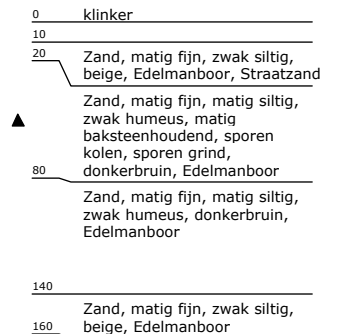 0 klinker
10
20 Zand, matig fijn, zwak siltig,
beige, Edelmanboor, Straatzand
Zand, matig fijn, matig siltig,
zwak humeus, matig
baksteenhoudend, sporen
kolen, sporen grind,
donkerbruin, Edelmanboor
80
Zand, matig fijn, matig siltig,
zwak humeus, donkerbruin,
Edelmanboor
140
Zand, matig fijn, zwak siltig,
160 beige, Edelmanboor